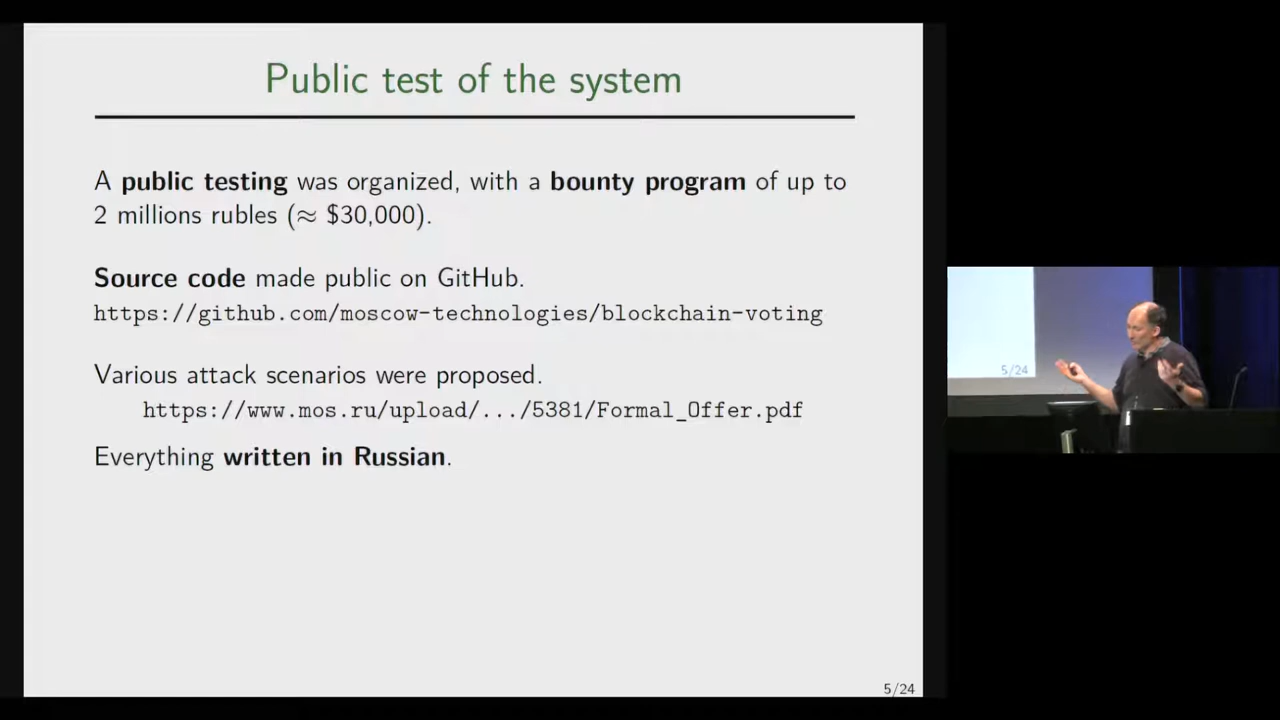 Public test of the system
A public testing was organized, with a bounty program of up to
2 millions rubles (≈ $30,000).
Source code made public on GitHub.
https://github.com/moscow-technologies/blockchain-voting
Various attack scenarios were proposed.
https://www.mos.ru/upload/.../5381/Formal_Offer.pdf
Everything written in Russian.
5/24
5/24